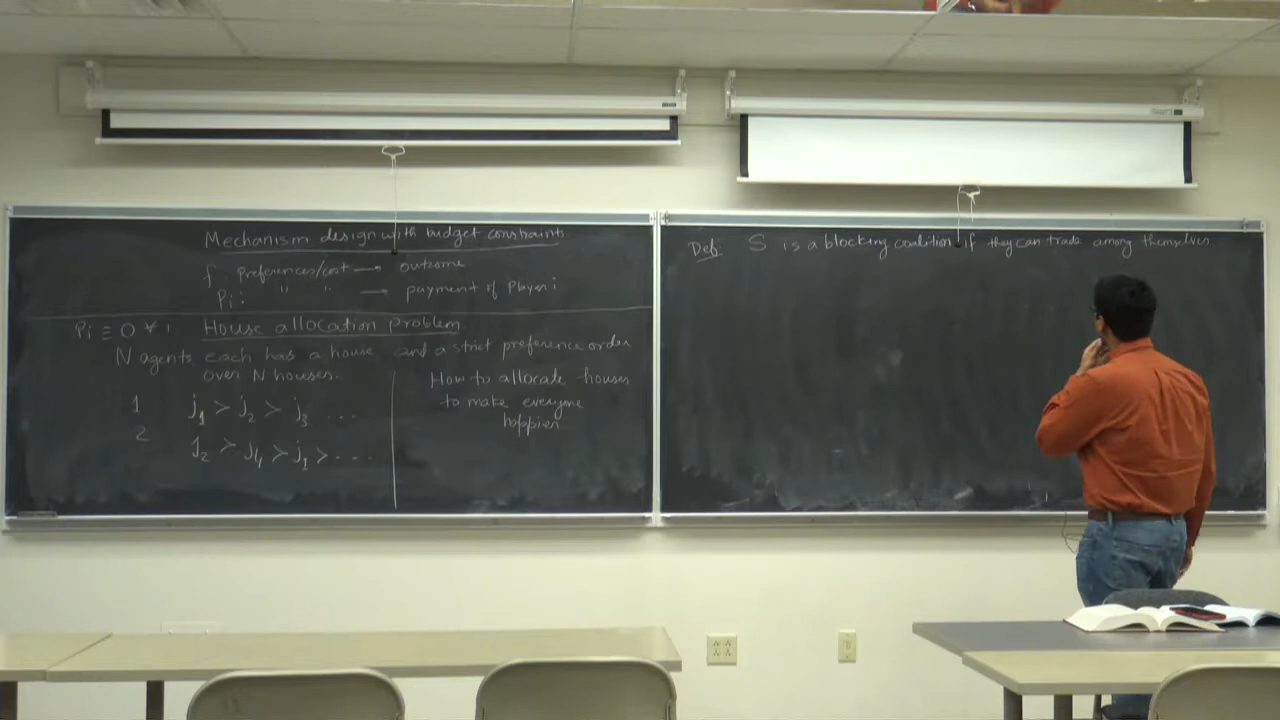 Mechanism design with budget constraints
f: preferences/cost → outcome
Pi: " " → payment of Player i
Pi ≡ 0 ∀ i House allocation problem
N agents each has a house and a strict preference order
over N houses.
1 j1 > j2 > j3 ...
2 j2 > j4 > j1 > ...
How to allocate houses
to make everyone
happier
Def: S is a blocking coalition if they can trade among themselves